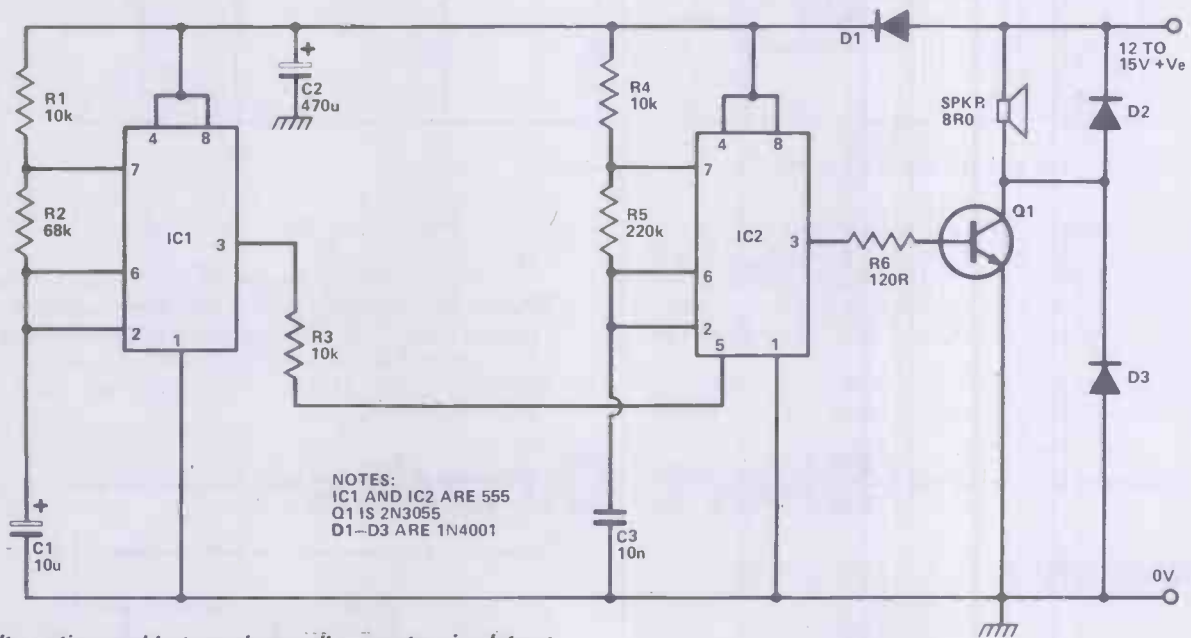 R1
10k
4
8
7
R2
68k
IC1
3
6
2
1
C1
10u
+
+
C2
470u
R3
10k
NOTES:
IC1 AND IC2 ARE 555
Q1 IS 2N3055
D1–D3 ARE 1N4001
R4
10k
4
8
7
R5
220k
IC2
3
6
2
5
1
C3
10n
R6
120R
Q1
D1
SPKR
8R0
12 TO
15V +Ve
D2
D3
0V